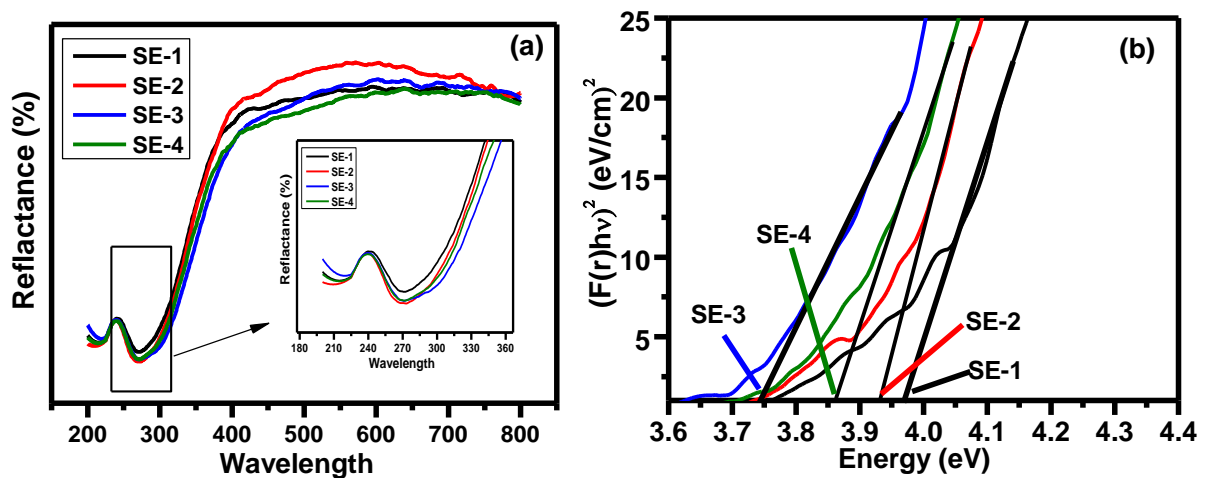 (a)
SE-1
SE-2
SE-3
SE-4
Reflactance (%)
200 300 400 500 600 700 800
Wavelength
SE-1
SE-2
SE-3
SE-4
Reflactance (%)
180 210 240 270 300 330 360
Wavelength
(b)
(F(r)hν)² (eV/cm)²
25
20
15
10
5
SE-4
SE-3
SE-2
SE-1
3.6 3.7 3.8 3.9 4.0 4.1 4.2 4.3 4.4
Energy (eV)